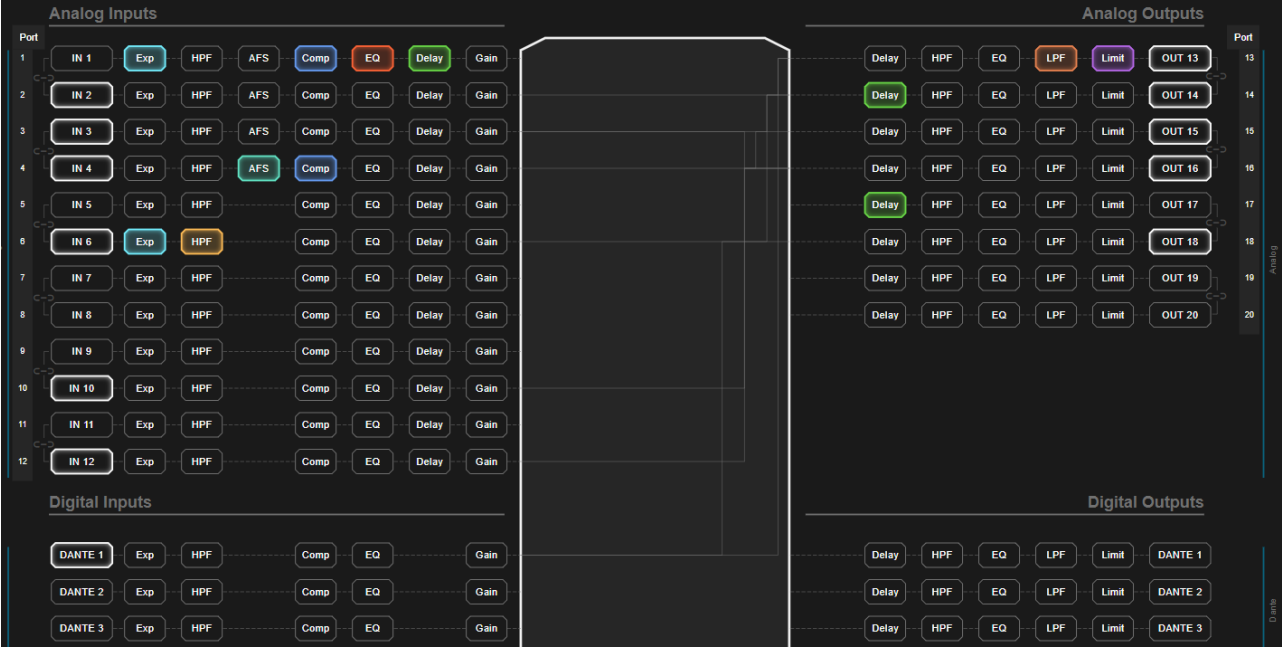 Analog Inputs Analog Outputs
Port Port
1 IN 1 Exp HPF AFS Comp EQ Delay Gain Delay HPF EQ LPF Limit OUT 13 13
2 IN 2 Exp HPF AFS Comp EQ Delay Gain Delay HPF EQ LPF Limit OUT 14 14
3 IN 3 Exp HPF AFS Comp EQ Delay Gain Delay HPF EQ LPF Limit OUT 15 15
4 IN 4 Exp HPF AFS Comp EQ Delay Gain Delay HPF EQ LPF Limit OUT 16 16
5 IN 5 Exp HPF Comp EQ Delay Gain Delay HPF EQ LPF Limit OUT 17 17
6 IN 6 Exp HPF Comp EQ Delay Gain Delay HPF EQ LPF Limit OUT 18 18
7 IN 7 Exp HPF Comp EQ Delay Gain Delay HPF EQ LPF Limit OUT 19 19
8 IN 8 Exp HPF Comp EQ Delay Gain Delay HPF EQ LPF Limit OUT 20 20
Analog
9 IN 9 Exp HPF Comp EQ Delay Gain
10 IN 10 Exp HPF Comp EQ Delay Gain
11 IN 11 Exp HPF Comp EQ Delay Gain
12 IN 12 Exp HPF Comp EQ Delay Gain
Digital Inputs Digital Outputs
DANTE 1 Exp HPF Comp EQ Gain Delay HPF EQ LPF Limit DANTE 1
DANTE 2 Exp HPF Comp EQ Gain Delay HPF EQ LPF Limit DANTE 2
DANTE 3 Exp HPF Comp EQ Gain Delay HPF EQ LPF Limit DANTE 3
Dante